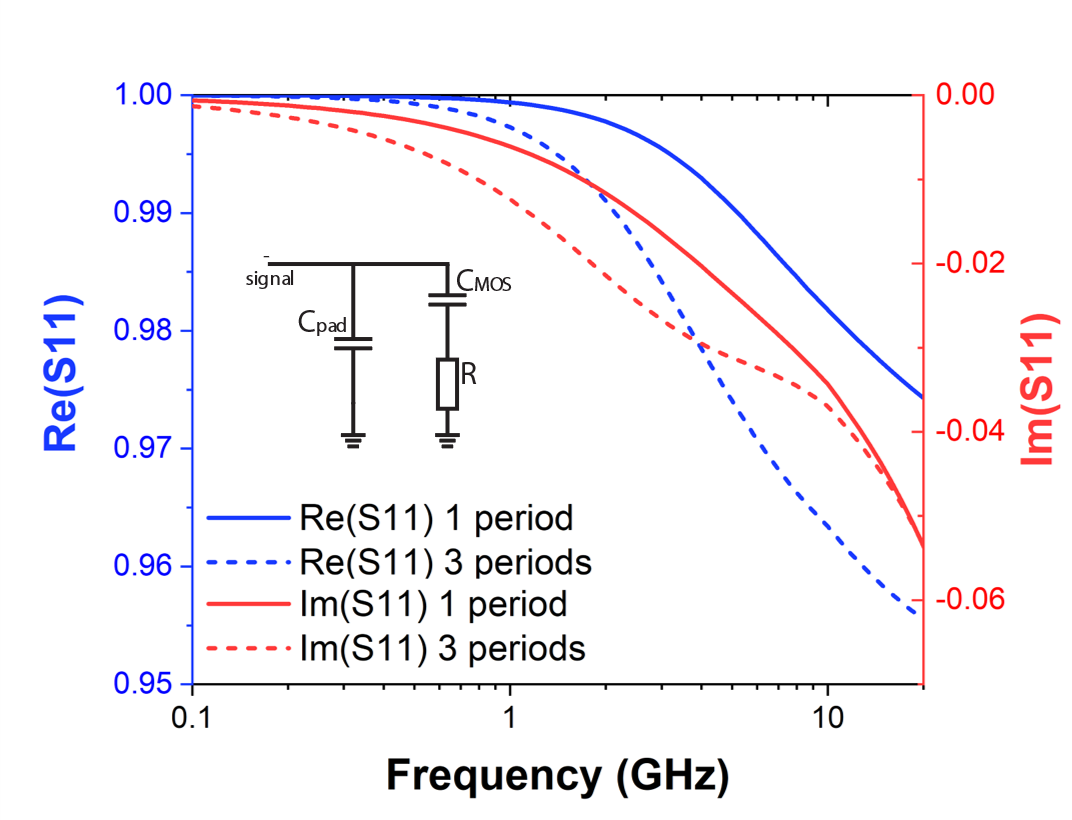 1.00
0.99
0.98
0.97
0.96
0.95
Re(S11)
0.00
-0.02
-0.04
-0.06
Im(S11)
signal
Cpad
CMOS
R
Re(S11) 1 period
Re(S11) 3 periods
Im(S11) 1 period
Im(S11) 3 periods
0.1 1 10
Frequency (GHz)